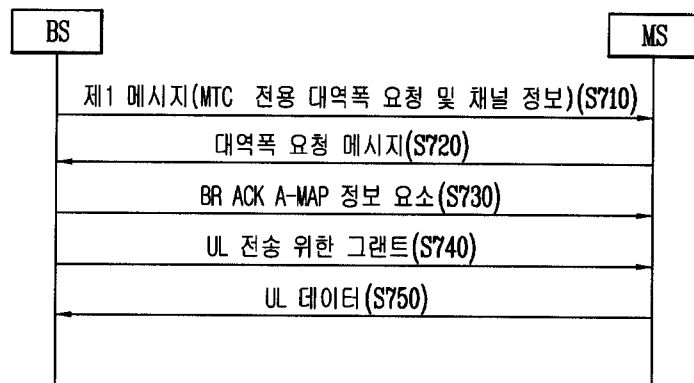 BS
MS
제1 메시지(MTC 전용 대역폭 요청 및 채널 정보)(S710)
대역폭 요청 메시지(S720)
BR ACK A-MAP 정보 요소(S730)
UL 전송 위한 그랜트(S740)
UL 데이터(S750)